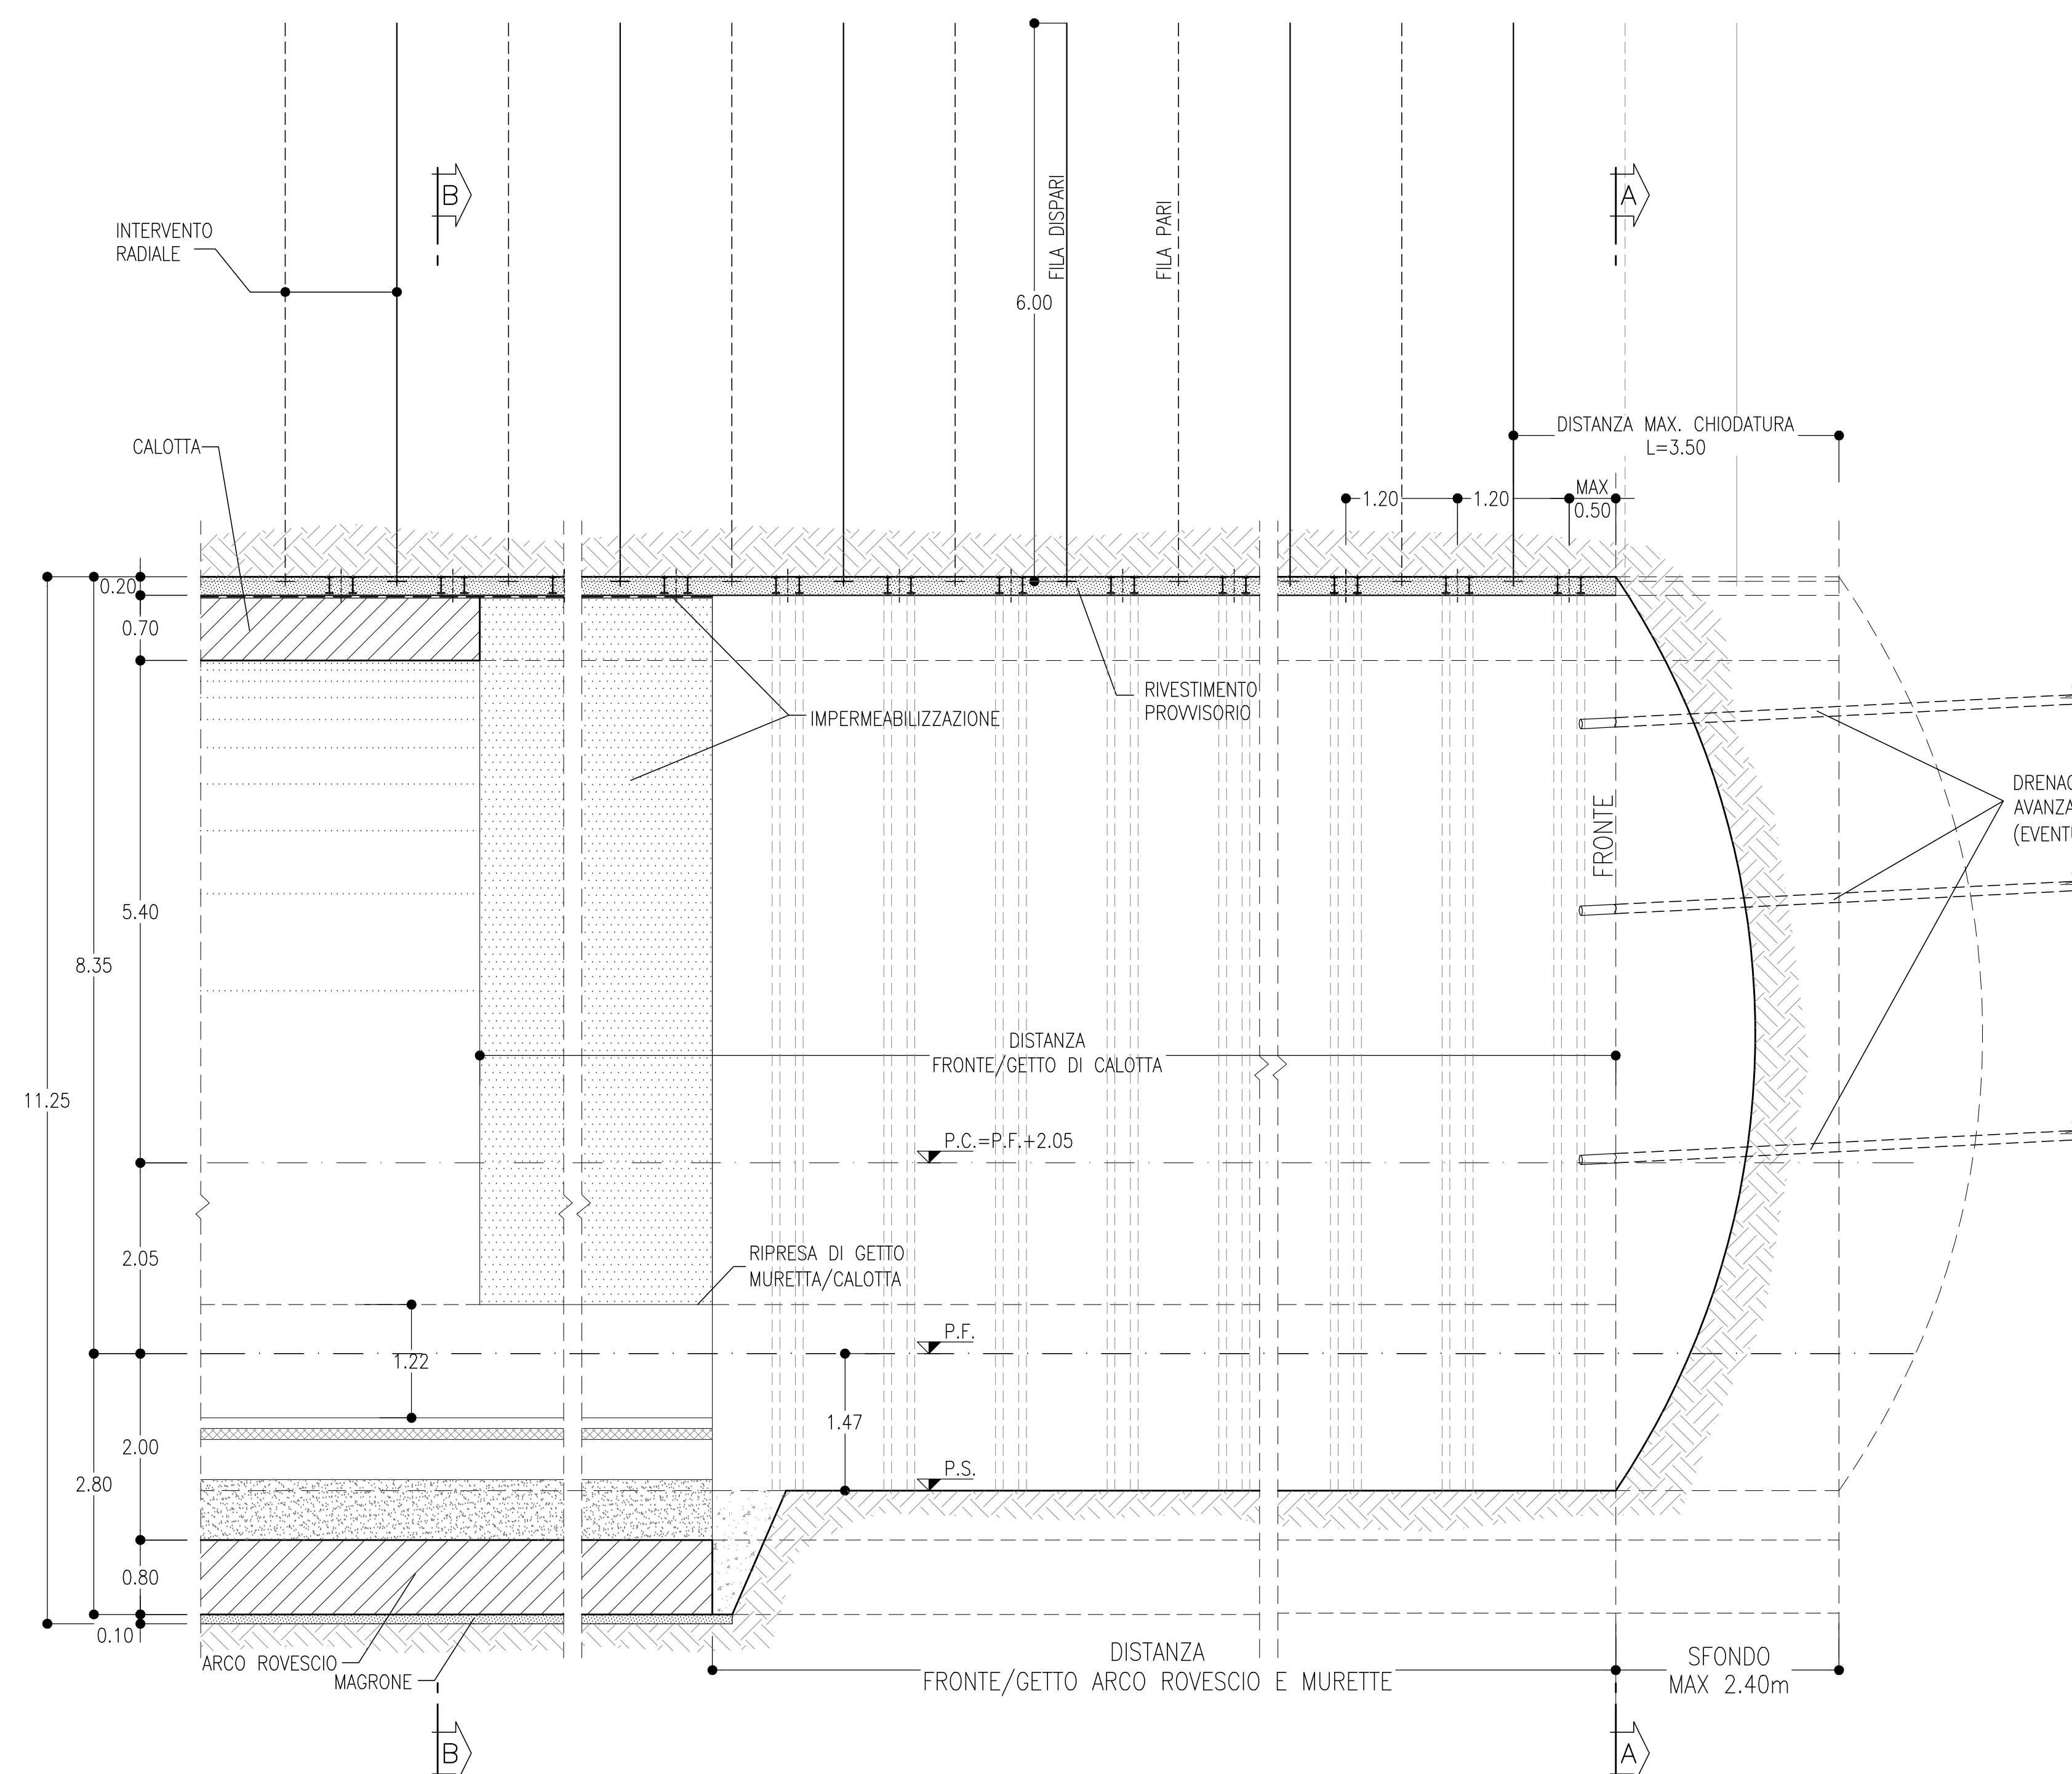 B
A
FILA DISPARI
FILA PARI
INTERVENTO
RADIALE
6.00
DISTANZA MAX. CHIODATURA
L=3.50
CALOTTA
1.20
1.20
MAX
0.50
0.20
0.70
RIVESTIMENTO
PROVVISORIO
IMPERMEABILIZZAZIONE
DRENAG
AVANZA
(EVENTU
FRONTE
5.40
8.35
DISTANZA
FRONTE/GETTO DI CALOTTA
11.25
P.C.=P.F.+2.05
RIPRESA DI GETTO
MURETTA/CALOTTA
2.05
P.F.
1.22
1.47
2.00
P.S.
2.80
0.80
0.10
ARCO ROVESCIO
MAGRONE
DISTANZA
FRONTE/GETTO ARCO ROVESCIO E MURETTE
SFONDO
MAX 2.40m
B
A